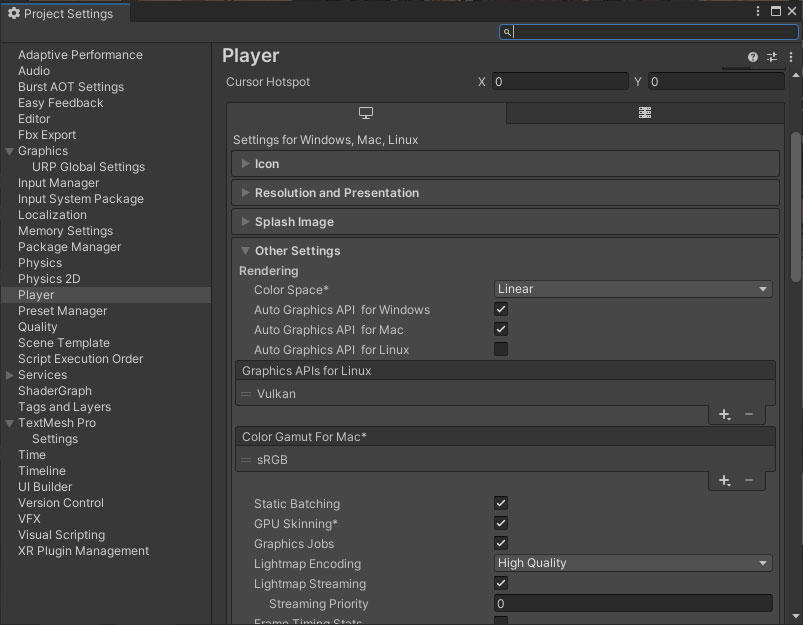 Project Settings
Adaptive Performance
Audio
Burst AOT Settings
Easy Feedback
Editor
Fbx Export
Graphics
URP Global Settings
Input Manager
Input System Package
Localization
Memory Settings
Package Manager
Physics
Physics 2D
Player
Preset Manager
Quality
Scene Template
Script Execution Order
Services
ShaderGraph
Tags and Layers
TextMesh Pro
Settings
Time
Timeline
UI Builder
Version Control
VFX
Visual Scripting
XR Plugin Management
Player
Cursor Hotspot X 0 Y 0
Settings for Windows, Mac, Linux
Icon
Resolution and Presentation
Splash Image
Other Settings
Rendering
Color Space* Linear
Auto Graphics API for Windows
Auto Graphics API for Mac
Auto Graphics API for Linux
Graphics APIs for Linux
Vulkan
Color Gamut For Mac*
sRGB
Static Batching
GPU Skinning*
Graphics Jobs
Lightmap Encoding High Quality
Lightmap Streaming
Streaming Priority 0
Frame Timing Stats